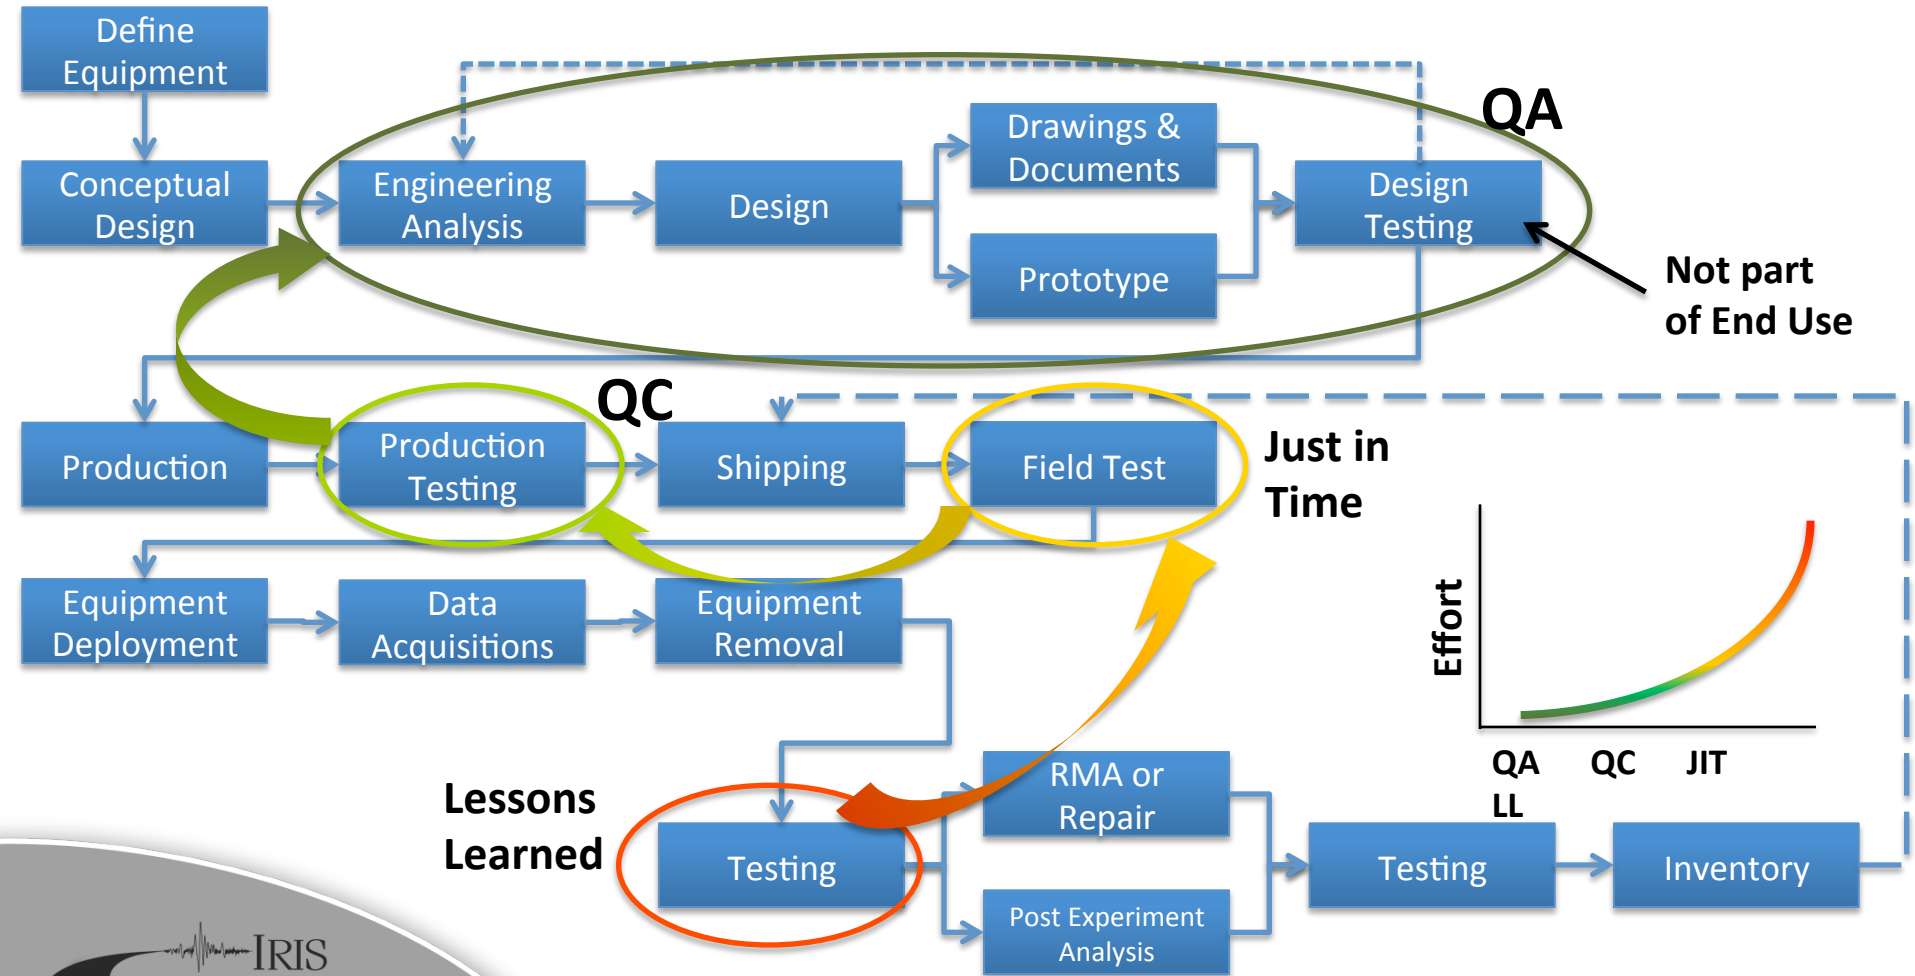 Define
Equipment
QA
Conceptual
Design
Engineering
Analysis
Design
Drawings &
Documents
Prototype
Design
Testing
Not part
of End Use
QC
Production
Production
Testing
Shipping
Field Test
Just in
Time
Equipment
Deployment
Data
Acquisitions
Equipment
Removal
Effort
QA QC JIT
LL
Lessons
Learned
Testing
RMA or
Repair
Post Experiment
Analysis
Testing
Inventory
IRIS